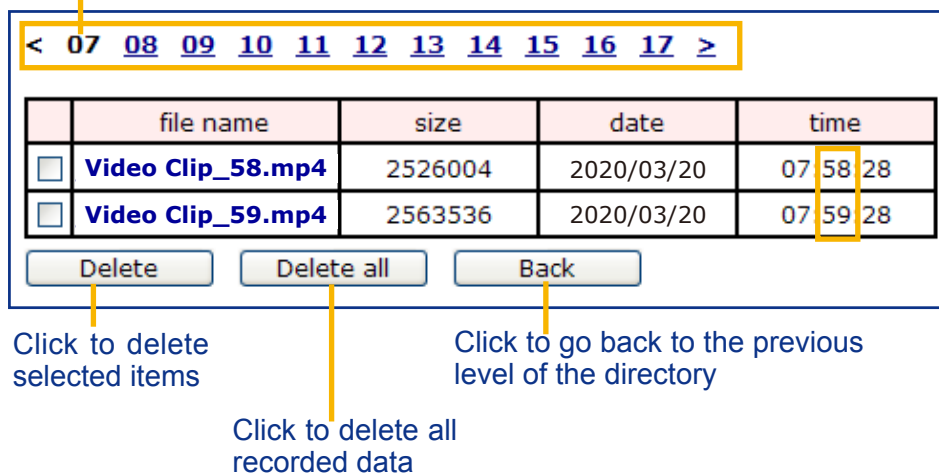 < 07 08 09 10 11 12 13 14 15 16 17 >
file name size date time
Video Clip_58.mp4 2526004 2020/03/20 07:58:28
Video Clip_59.mp4 2563536 2020/03/20 07:59:28
Delete Delete all Back
Click to delete
selected items
Click to go back to the previous
level of the directory
Click to delete all
recorded data